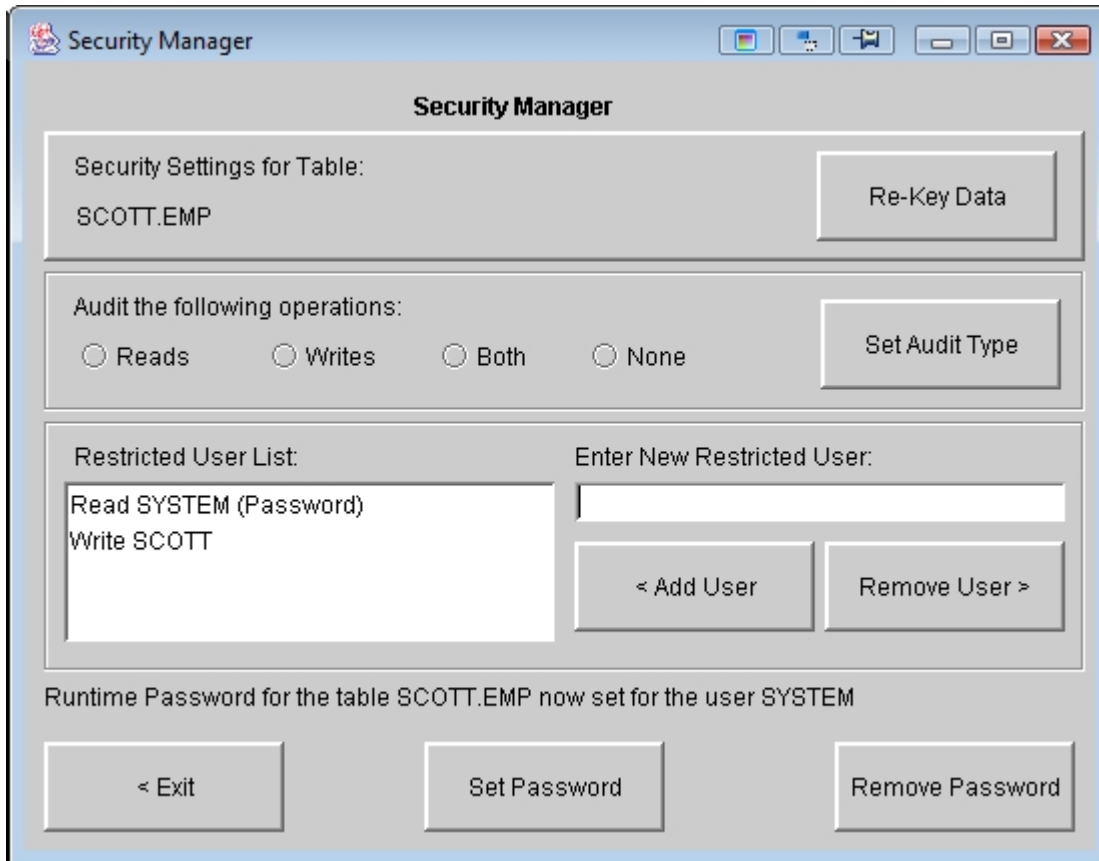 Security Manager
Security Manager
Security Settings for Table:
SCOTT.EMP
Re-Key Data
Audit the following operations:
Reads
Writes
Both
None
Set Audit Type
Restricted User List:
Read SYSTEM (Password)
Write SCOTT
Enter New Restricted User:
< Add User
Remove User >
Runtime Password for the table SCOTT.EMP now set for the user SYSTEM
< Exit
Set Password
Remove Password